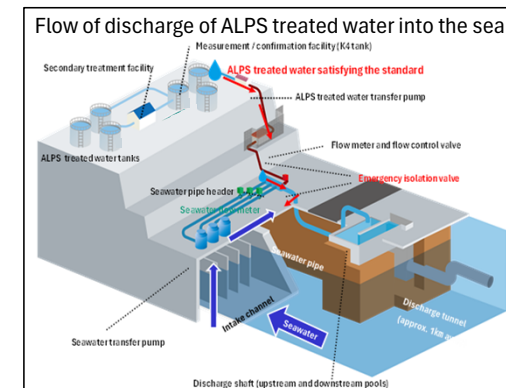 Flow of discharge of ALPS treated water into the sea
Measurement / confirmation facility (K4 tank)
Secondary treatment facility
ALPS treated water satisfying the standard
ALPS treated water transfer pump
Flow meter and flow control valve
ALPS treated water tanks
Emergency isolation valve
Seawater pipe header
Seawater flow meter
Seawater pipe
Discharge tunnel
(approx. 1km
Intake channel
Seawater
Seawater transfer pump
Discharge shaft (upstream and downstream pools)